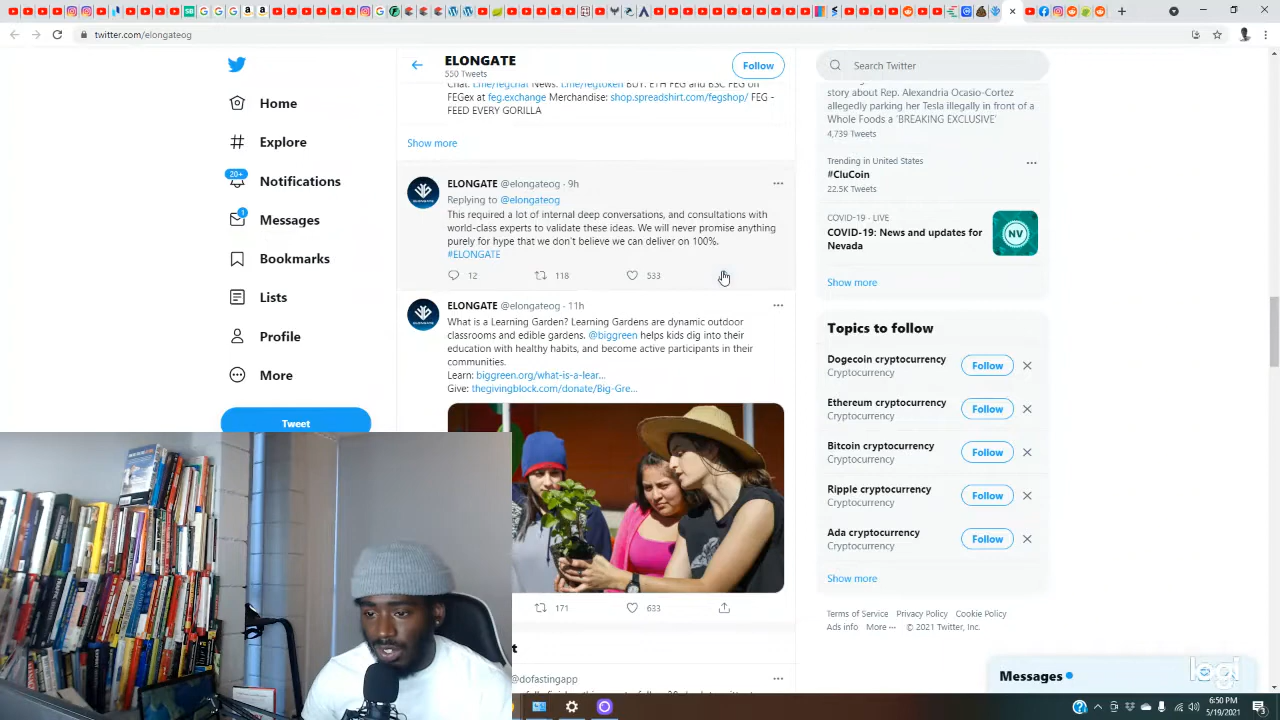 twitter.com/elongateog
ELONGATE
550 Tweets
Follow
Search Twitter
Home
Explore
20+
Notifications
1
Messages
Bookmarks
Lists
Profile
More
Tweet
Chat: t.me/fegchat News: t.me/fegtoken BUY: ETH FEG and BSC FEG on
FEGex at feg.exchange Merchandise: shop.spreadshirt.com/fegshop/ FEG -
FEED EVERY GORILLA
Show more
ELONGATE @elongateog · 9h
Replying to @elongateog
This required a lot of internal deep conversations, and consultations with
world-class experts to validate these ideas. We will never promise anything
purely for hype that we don't believe we can deliver on 100%.
#ELONGATE
12 118 533
ELONGATE @elongateog · 11h
What is a Learning Garden? Learning Gardens are dynamic outdoor
classrooms and edible gardens. @biggreen helps kids dig into their
education with healthy habits, and become active participants in their
communities.
Learn: biggreen.org/what-is-a-lear...
Give: thegivingblock.com/donate/Big-Gre...
171 633
@dofastingapp
story about Rep. Alexandria Ocasio-Cortez
allegedly parking her Tesla illegally in front of a
Whole Foods a 'BREAKING EXCLUSIVE'
4,739 Tweets
Trending in United States
#CluCoin
22.5K Tweets
COVID-19 · LIVE
COVID-19: News and updates for
Nevada
NV
Show more
Topics to follow
Dogecoin cryptocurrency
Cryptocurrency
Follow
Ethereum cryptocurrency
Cryptocurrency
Follow
Bitcoin cryptocurrency
Cryptocurrency
Follow
Ripple cryptocurrency
Cryptocurrency
Follow
Ada cryptocurrency
Cryptocurrency
Follow
Show more
Terms of Service Privacy Policy Cookie Policy
Ads info More ··· © 2021 Twitter, Inc.
Messages
6:50 PM
5/19/2021